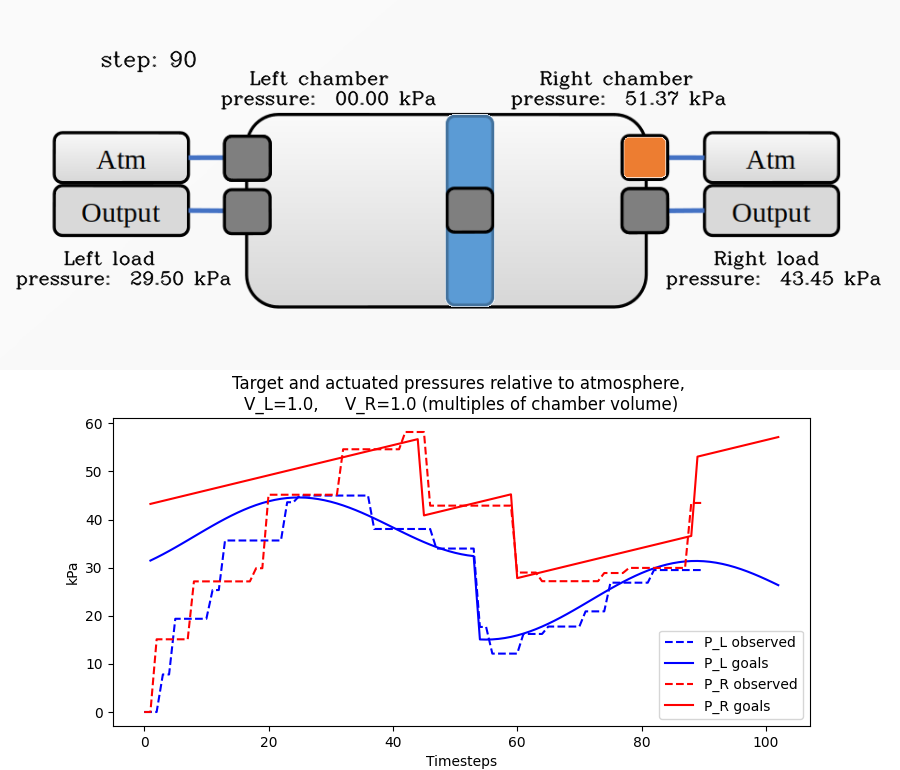 step: 90
Left chamber
pressure: 00.00 kPa
Right chamber
pressure: 51.37 kPa
Atm
Output
Atm
Output
Left load
pressure: 29.50 kPa
Right load
pressure: 43.45 kPa
Target and actuated pressures relative to atmosphere,
V_L=1.0, V_R=1.0 (multiples of chamber volume)
60
50
40
30
20
10
0
kPa
0 20 40 60 80 100
Timesteps
P_L observed
P_L goals
P_R observed
P_R goals